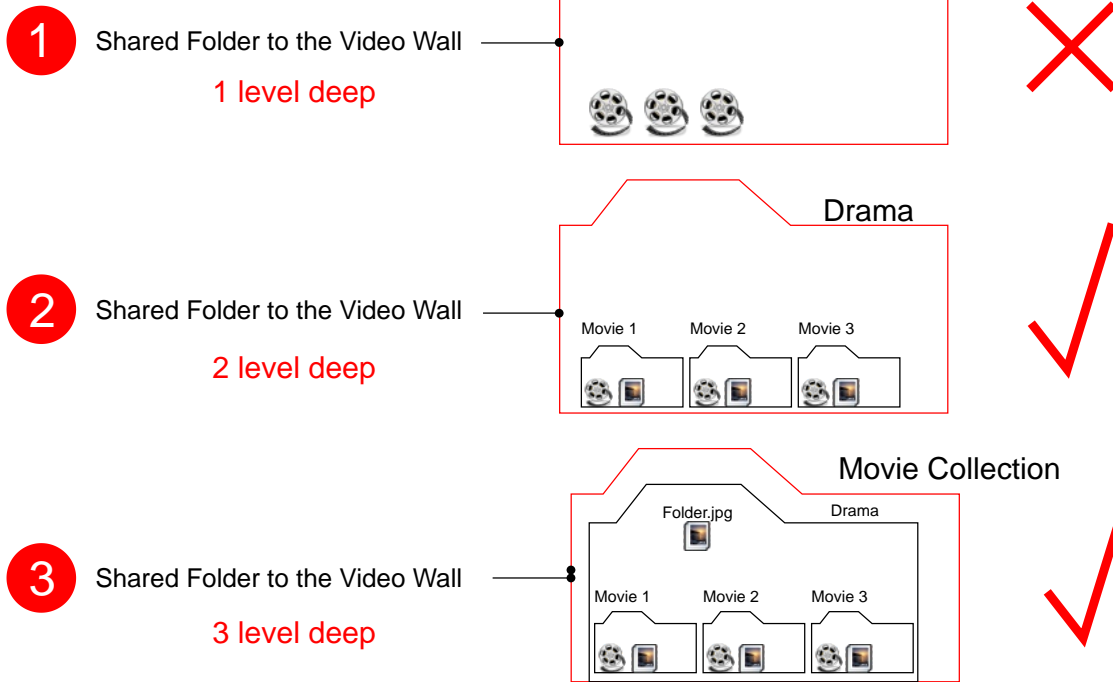 1
Shared Folder to the Video Wall
1 level deep
Drama
2
Shared Folder to the Video Wall
Movie 1 Movie 2 Movie 3
2 level deep
Movie Collection
Folder.jpg Drama
3
Shared Folder to the Video Wall
Movie 1 Movie 2 Movie 3
3 level deep